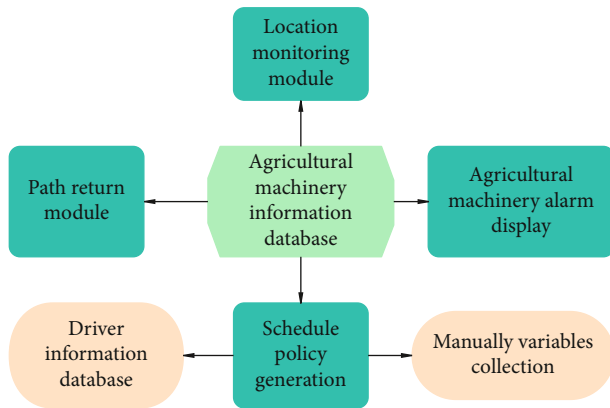 Location
monitoring
module
Path return
module
Agricultural
machinery
information
database
Agricultural
machinery alarm
display
Driver
information
database
Schedule
policy
generation
Manually variables
collection